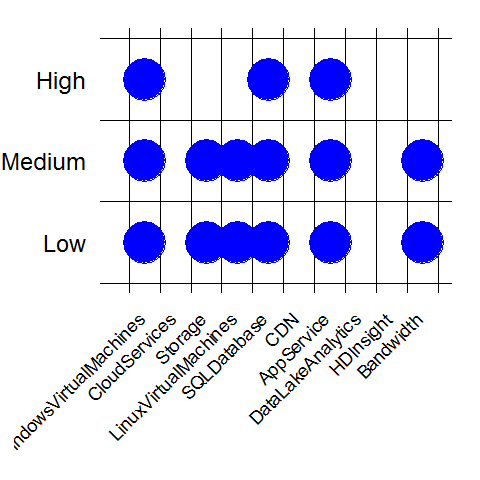 High
Medium
Low
ndowsVirtualMachines
CloudServices
Storage
LinuxVirtualMachines
SQLDatabase
CDN
AppService
DataLakeAnalytics
HDInsight
Bandwidth